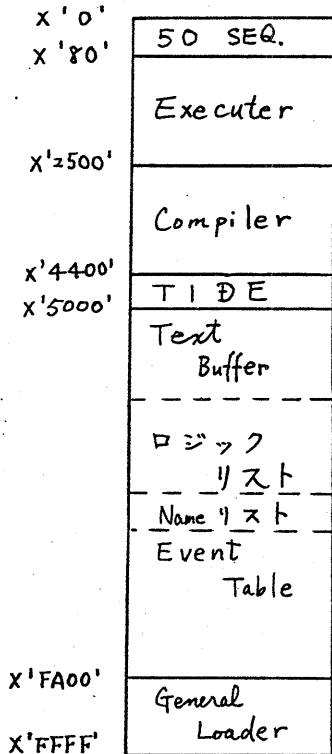 X'0'
50 SEQ.
X'80'
Executer
X'2500'
Compiler
X'4400'
TIDE
X'5000'
Text
Buffer
ロジック
リスト
Name リスト
Event
Table
X'FA00'
General
Loader
X'FFFF'